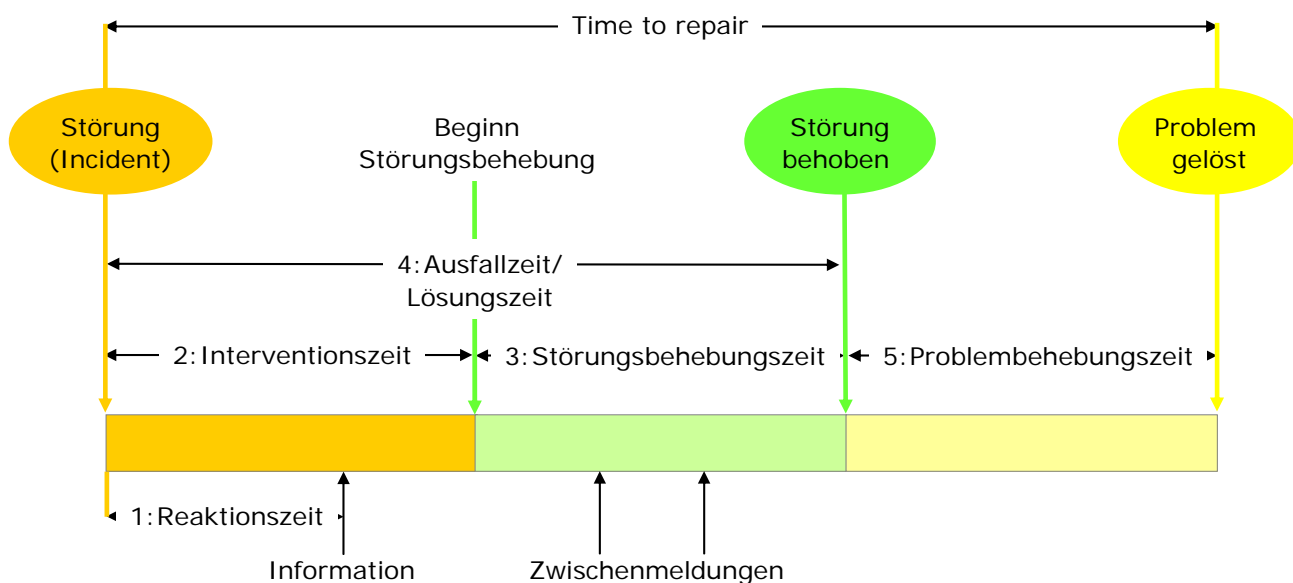 Time to repair
Störung
(Incident)
Beginn
Störungsbehebung
Störung
behoben
Problem
gelöst
4:Ausfallzeit/
Lösungszeit
2:Interventionszeit
3:Störungsbehebungszeit
5:Problembehebungszeit
1:Reaktionszeit
Information
Zwischenmeldungen